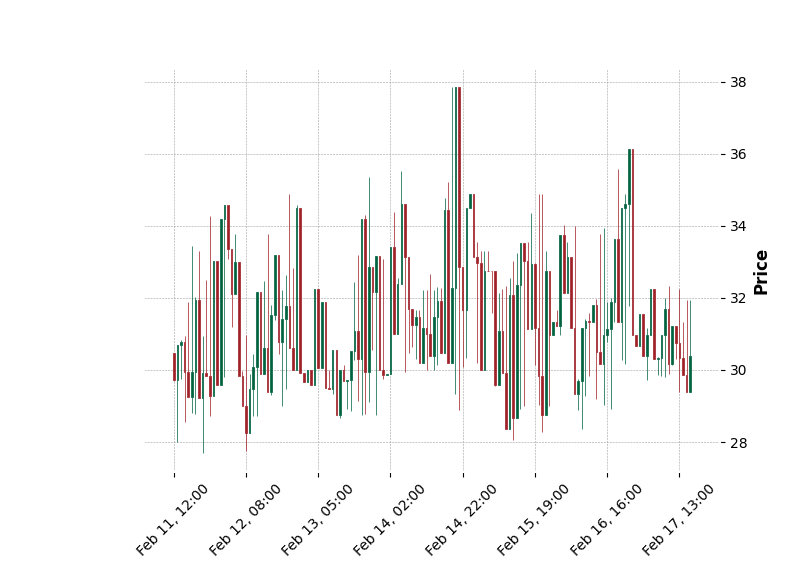 38
36
34
32
30
28
Price
Feb 11, 12:00
Feb 12, 08:00
Feb 13, 05:00
Feb 14, 02:00
Feb 14, 22:00
Feb 15, 19:00
Feb 16, 16:00
Feb 17, 13:00